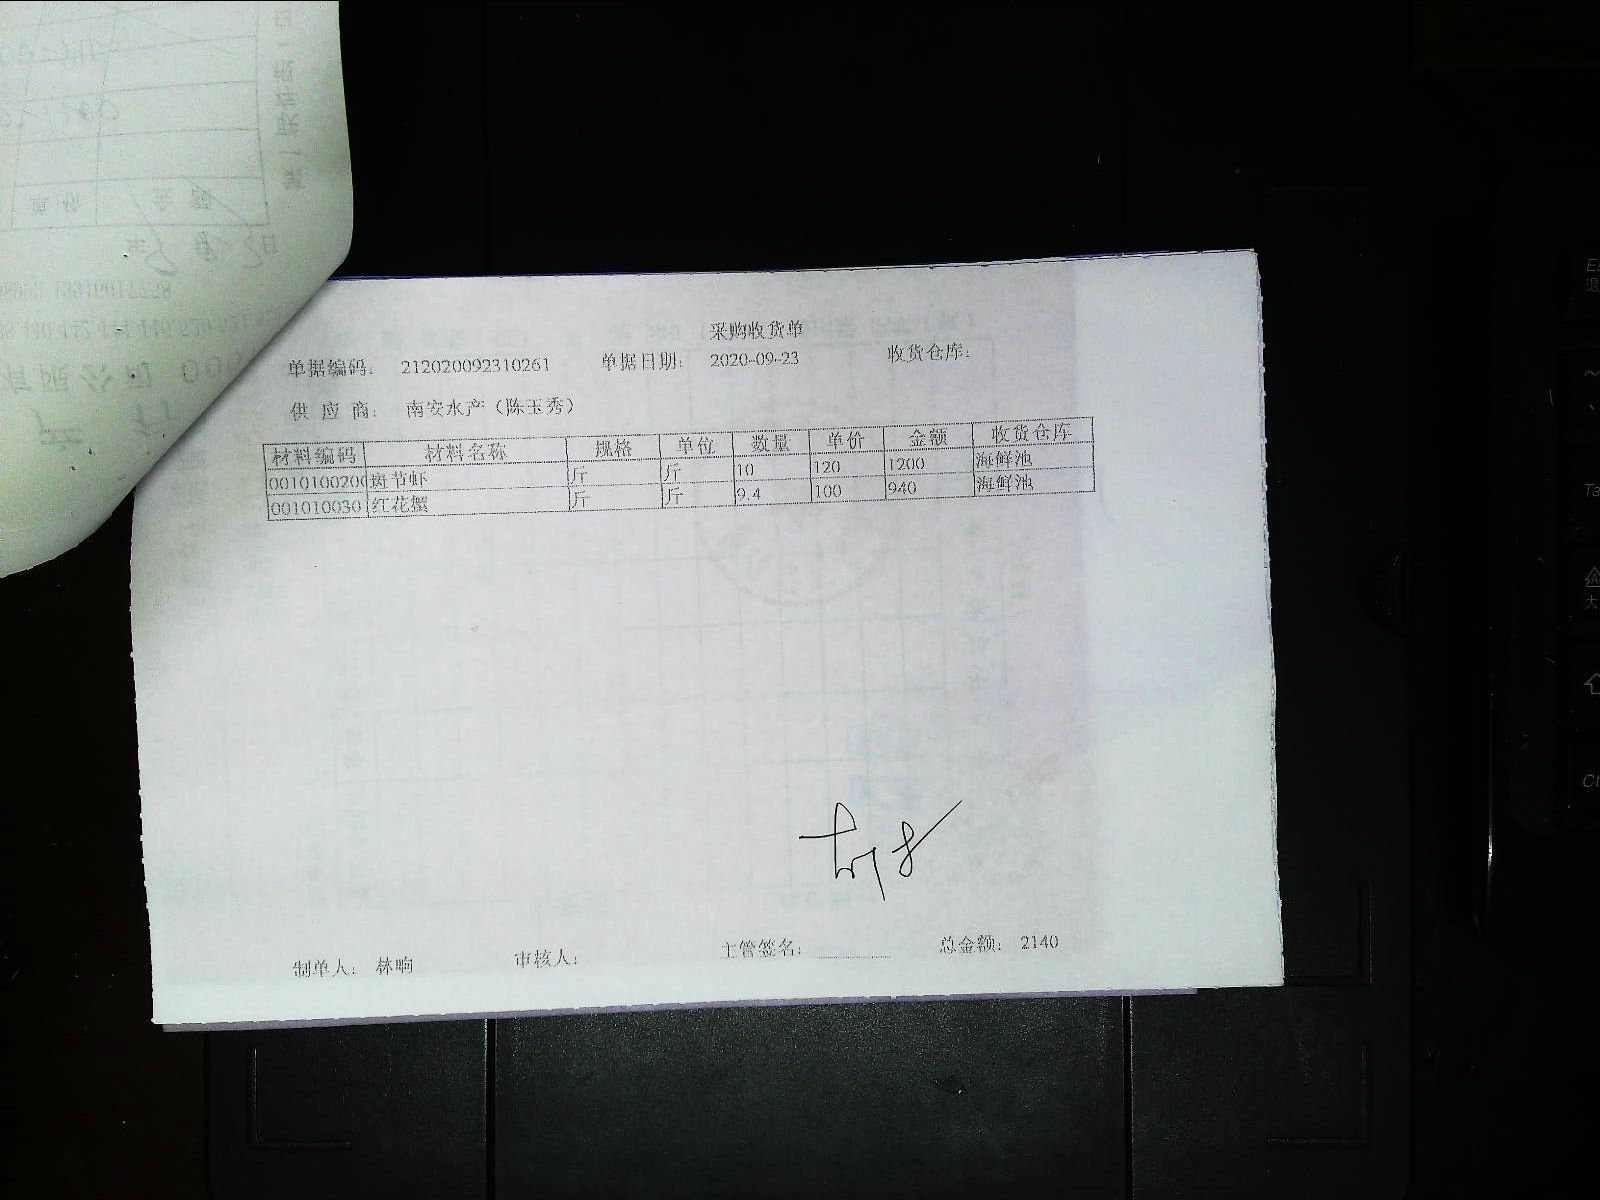 采购收货单
单据编码： 212020092310261 单据日期： 2020-09-23 收货仓库：
供 应 商： 南安水产（陈玉秀）
材料编码 材料名称 规格 单位 数量 单价 金额 收货仓库
0010100200 斑节虾 斤 斤 10 120 1200 海鲜池
001010030 红花蟹 斤 斤 9.4 100 940 海鲜池
制单人： 林晌 审核人： 主管签名： 总金额： 2140